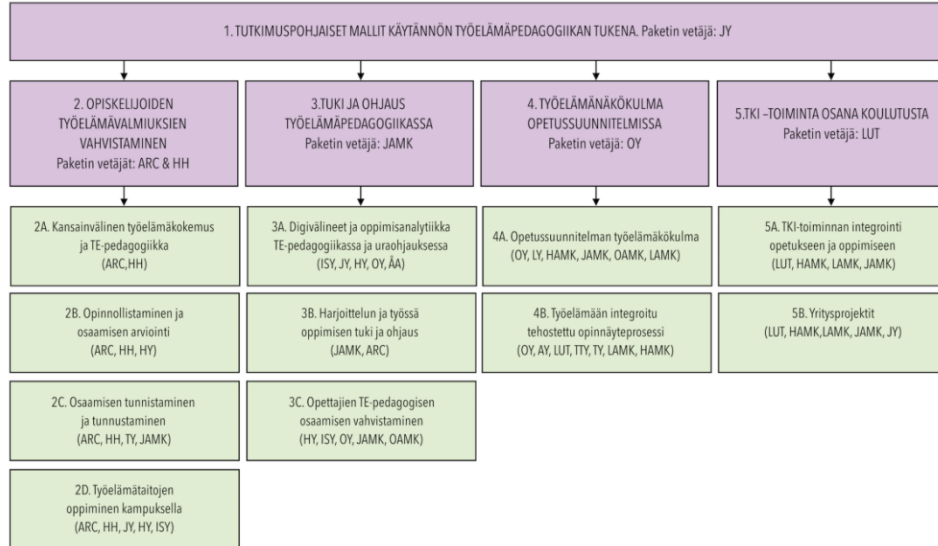 1. TUTKIMUSPOHJAISET MALLIT KÄYTÄNNÖN TYÖELÄMÄPEDAGOGIIKAN TUKENA. Paketin vetäjä: JY
2. OPISKELIJOIDEN
TYÖELÄMÄVALMIUKSIEN
VAHVISTAMINEN
Paketin vetäjät: ARC & HH
3.TUKI JA OHJAUS
TYÖELÄMÄPEDAGOGIIKASSA
Paketin vetäjä: JAMK
4. TYÖELÄMÄNÄKÖKULMA
OPETUSSUUNNITELMISSA
Paketin vetäjä: OY
5.TKI –TOIMINTA OSANA KOULUTUSTA
Paketin vetäjä: LUT
2A. Kansainvälinen työelämäkokemus
ja TE-pedagogiikka
(ARC,HH)
3A. Digivälineet ja oppimisanalytiikka
TE-pedagogiikassa ja uraohjauksessa
(ISY, JY, HY, OY, ÅA)
4A. Opetussuunnitelman työelämäkökulma
(OY, LY, HAMK, JAMK, OAMK, LAMK)
5A. TKI-toiminnan integrointi
opetukseen ja oppimiseen
(LUT, HAMK, LAMK, JAMK)
2B. Opinnollistaminen ja
osaamisen arviointi
(ARC, HH, HY)
3B. Harjoittelun ja työssä
oppimisen tuki ja ohjaus
(JAMK, ARC)
4B. Työelämään integroitu
tehostettu opinnäyteprosessi
(OY, AY, LUT, TTY, TY, LAMK, HAMK)
5B. Yritysprojektit
(LUT, HAMK,LAMK, JAMK, JY)
2C. Osaamisen tunnistaminen
ja tunnustaminen
(ARC, HH, TY, JAMK)
3C. Opettajien TE-pedagogisen
osaamisen vahvistaminen
(HY, ISY, OY, JAMK, OAMK)
2D. Työelämätaitojen
oppiminen kampuksella
(ARC, HH, JY, HY, ISY)